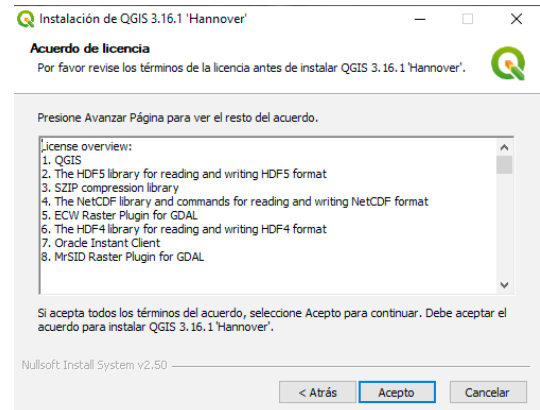 Instalación de QGIS 3.16.1 'Hannover'
Acuerdo de licencia
Por favor revise los términos de la licencia antes de instalar QGIS 3.16.1 'Hannover'.
Presione Avanzar Página para ver el resto del acuerdo.
License overview:
1. QGIS
2. The HDF5 library for reading and writing HDF5 format
3. SZIP compression library
4. The NetCDF library and commands for reading and writing NetCDF format
5. ECW Raster Plugin for GDAL
6. The HDF4 library for reading and writing HDF4 format
7. Oracle Instant Client
8. MrSID Raster Plugin for GDAL
Si acepta todos los términos del acuerdo, seleccione Acepto para continuar. Debe aceptar el
acuerdo para instalar QGIS 3.16.1 'Hannover'.
Nullsoft Install System v2.50
< Atrás Acepto Cancelar